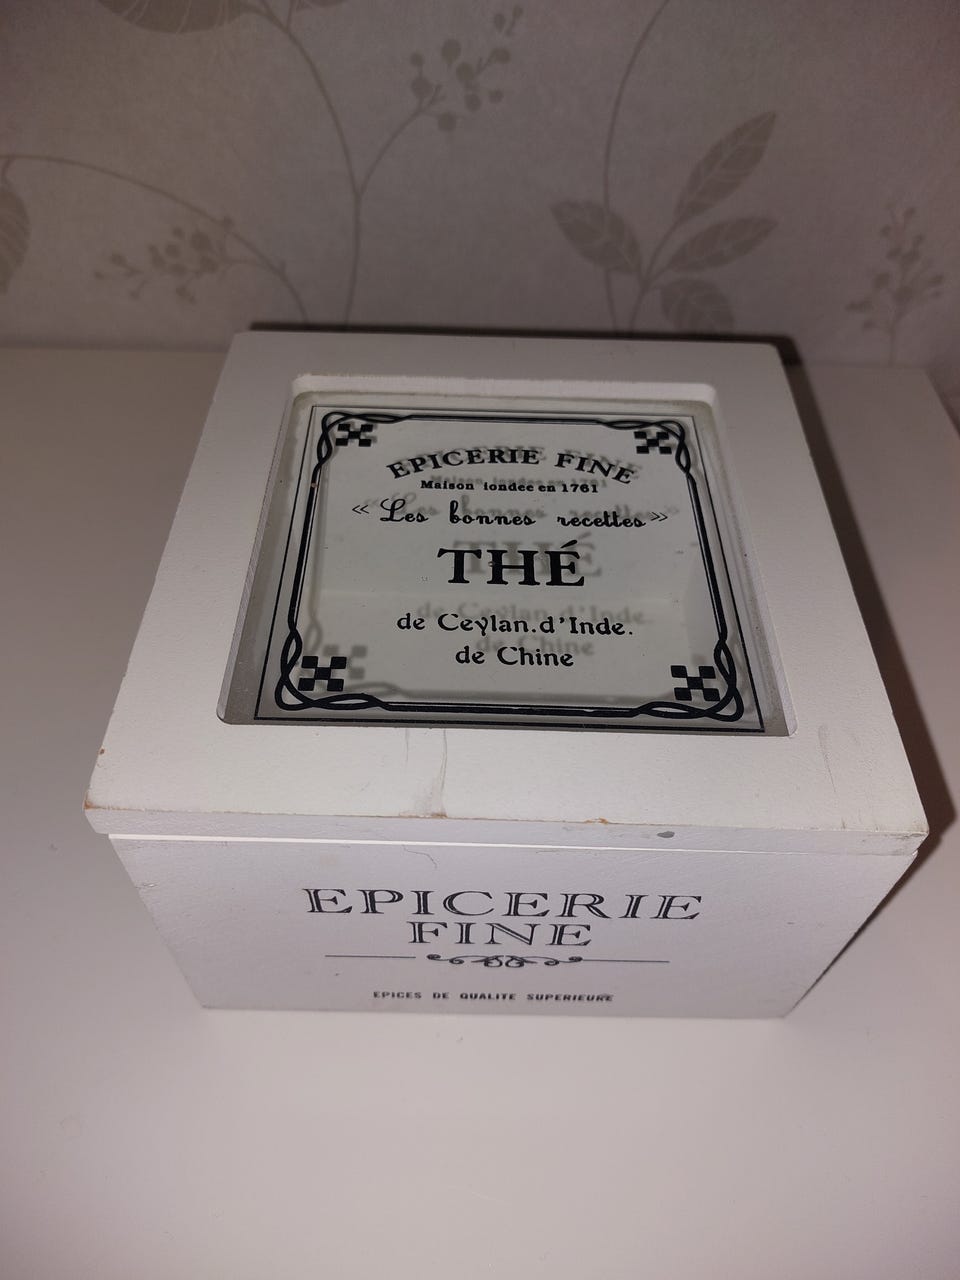 EPICERIE FINE
Maison fondee en 1761
«Les bonnes recettes»
THÉ
de Ceylan.d'Inde.
de Chine
EPICERIE
FINE
EPICES DE QUALITE SUPERIEURE